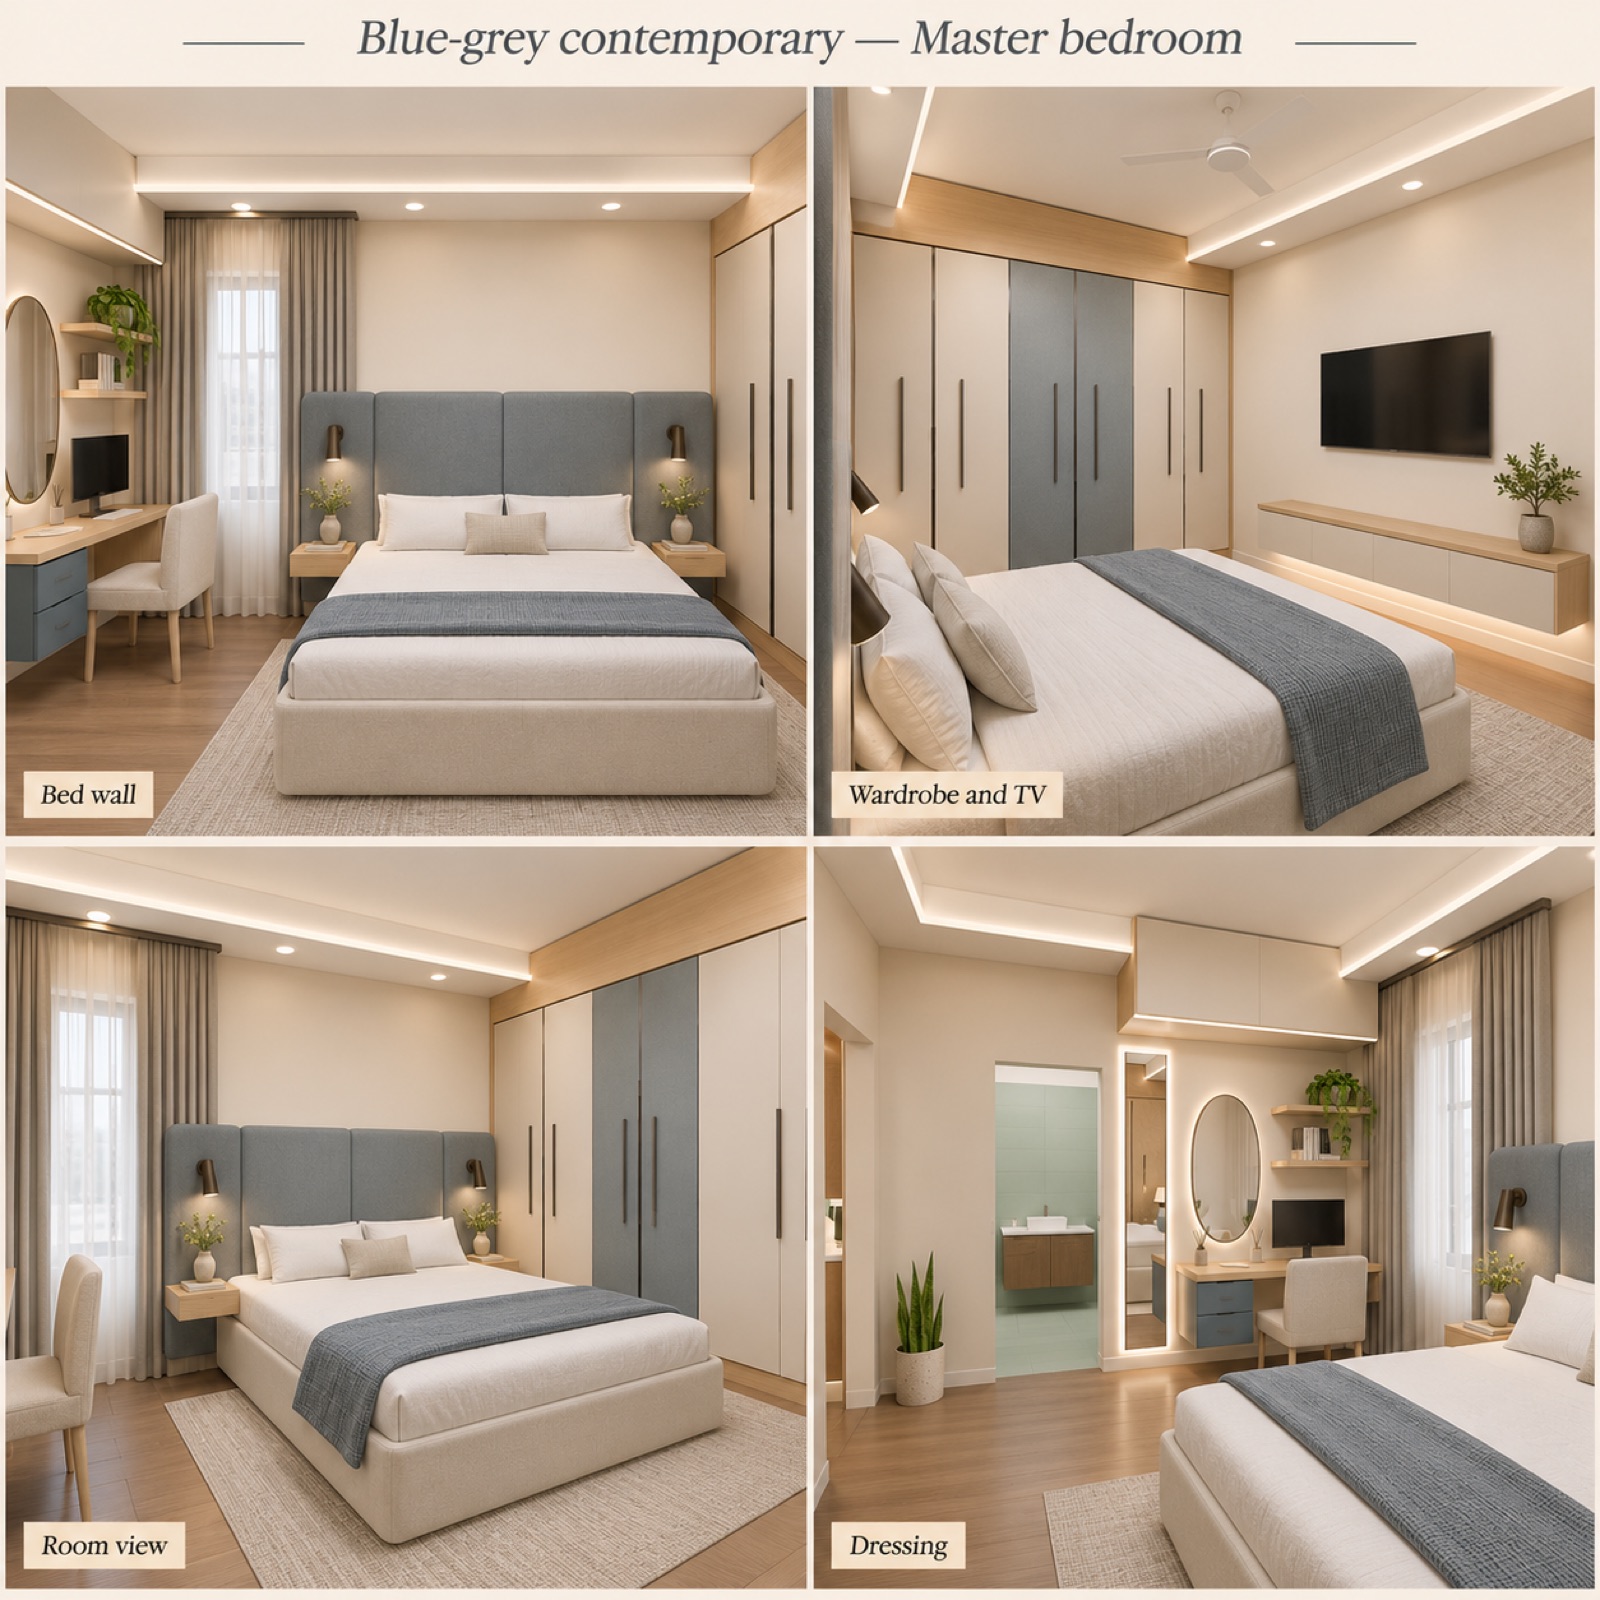 Blue-grey contemporary — Master bedroom
Bed wall
Wardrobe and TV
Room view
Dressing